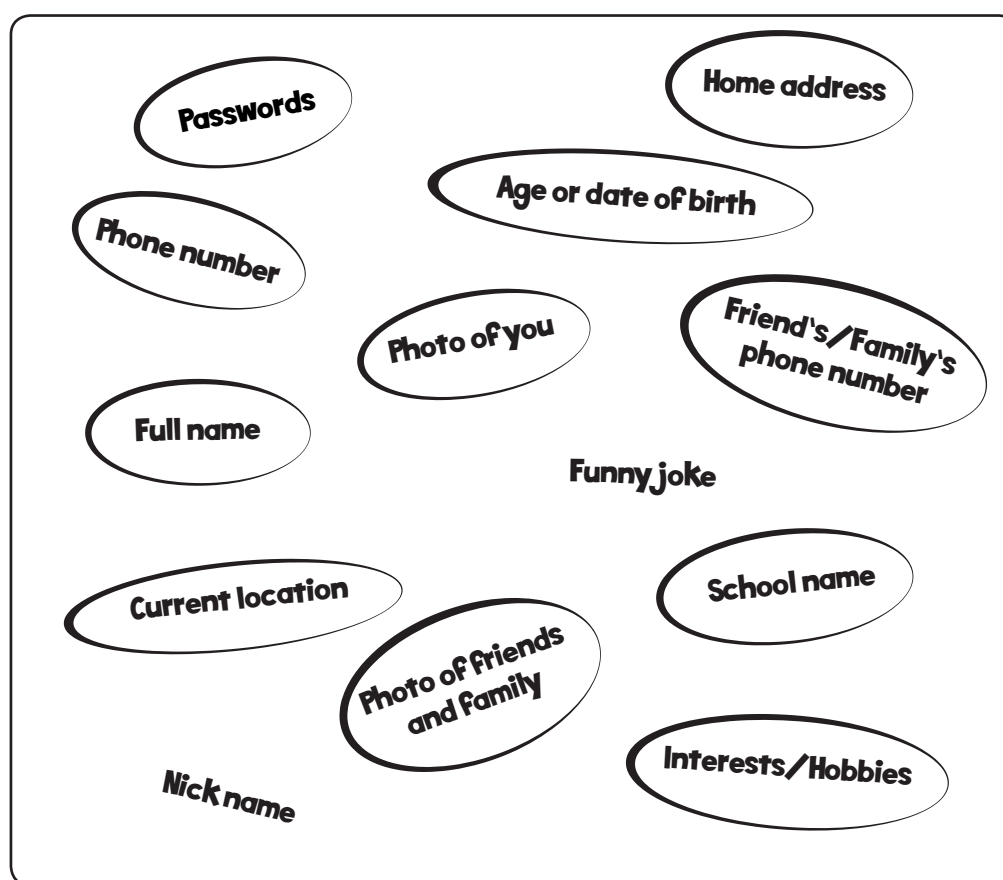 Passwords
Home address
Age or date of birth
Phone number
Photo of you
Friend's/Family's
phone number
Full name
Funny joke
Current location
School name
Photo of friends
and family
Interests/Hobbies
Nick name